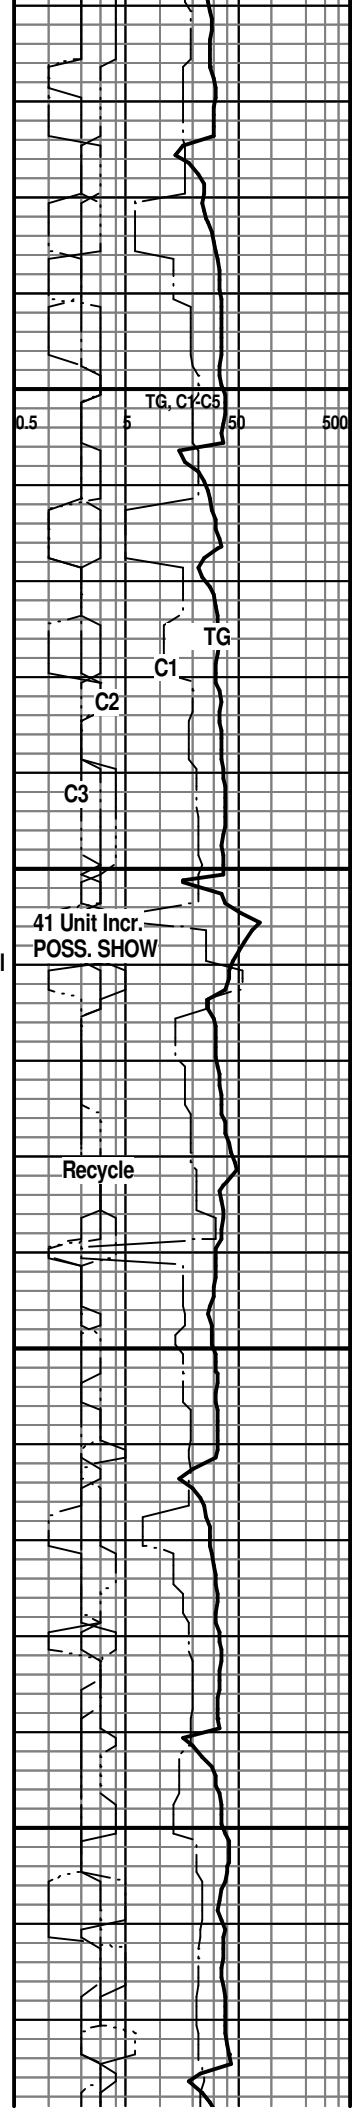 TG, C1-C5
0.5 5 50 500
TG
C1
C2
C3
41 Unit Incr.
POSS. SHOW
l
Recycle